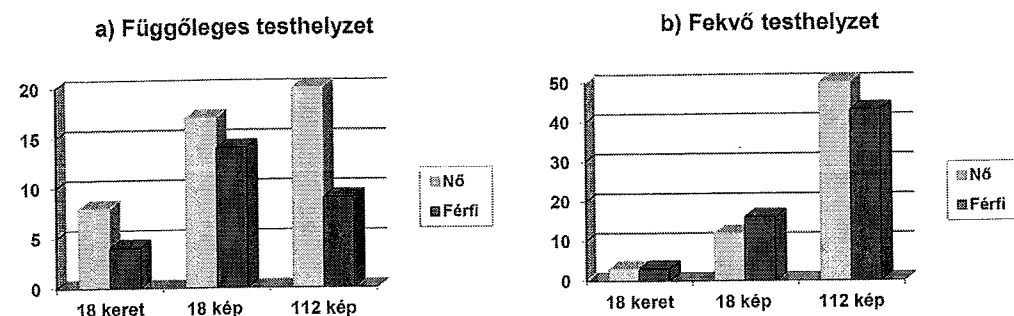 a) Függőleges testhelyzet
20
15
10
5
0
18 keret
18 kép
112 kép
Nő
Férfi
b) Fekvő testhelyzet
50
40
30
20
10
0
18 keret
18 kép
112 kép
Nő
Férfi